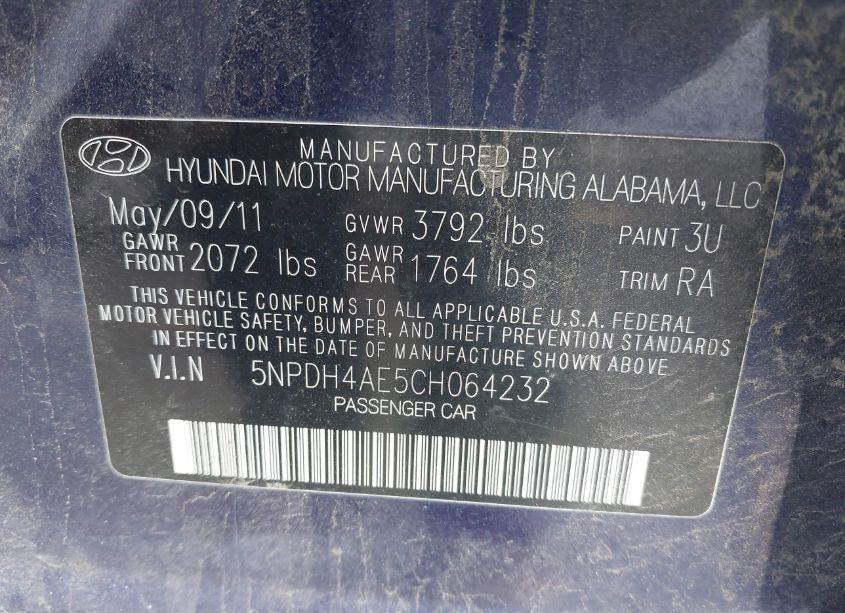 MANUFACTURED BY
HYUNDAI MOTOR MANUFACTURING ALABAMA, LLC
May/09/11 GVWR 3792 lbs PAINT 3U
GAWR FRONT 2072 lbs GAWR REAR 1764 lbs TRIM RA
THIS VEHICLE CONFORMS TO ALL APPLICABLE U.S.A. FEDERAL
MOTOR VEHICLE SAFETY, BUMPER, AND THEFT PREVENTION STANDARDS
IN EFFECT ON THE DATE OF MANUFACTURE SHOWN ABOVE
V.I.N 5NPDH4AE5CH064232
PASSENGER CAR